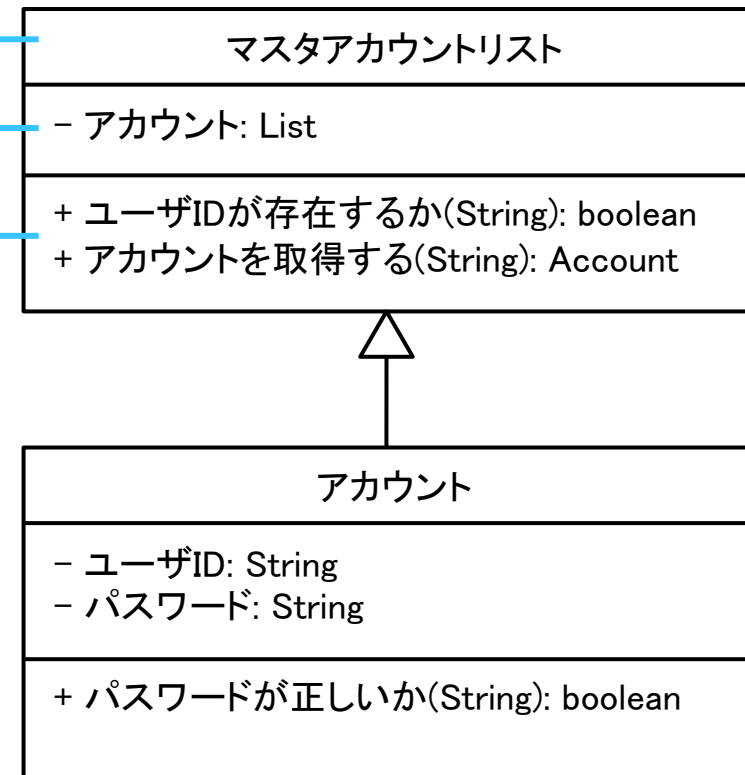 マスタアカウントリスト
- アカウント: List
+ ユーザIDが存在するか(String): boolean
+ アカウントを取得する(String): Account
アカウント
- ユーザID: String
- パスワード: String
+ パスワードが正しいか(String): boolean